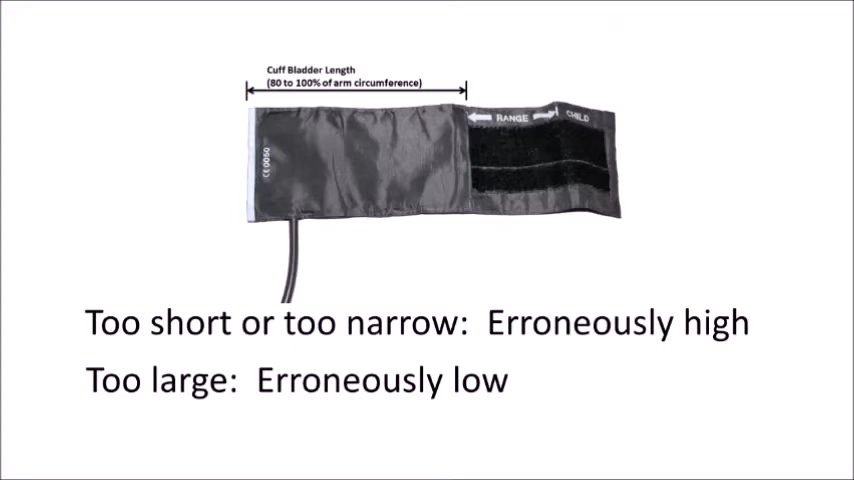 Cuff Bladder Length
(80 to 100% of arm circumference)
RANGE CHILD
CE0050
Too short or too narrow: Erroneously high
Too large: Erroneously low